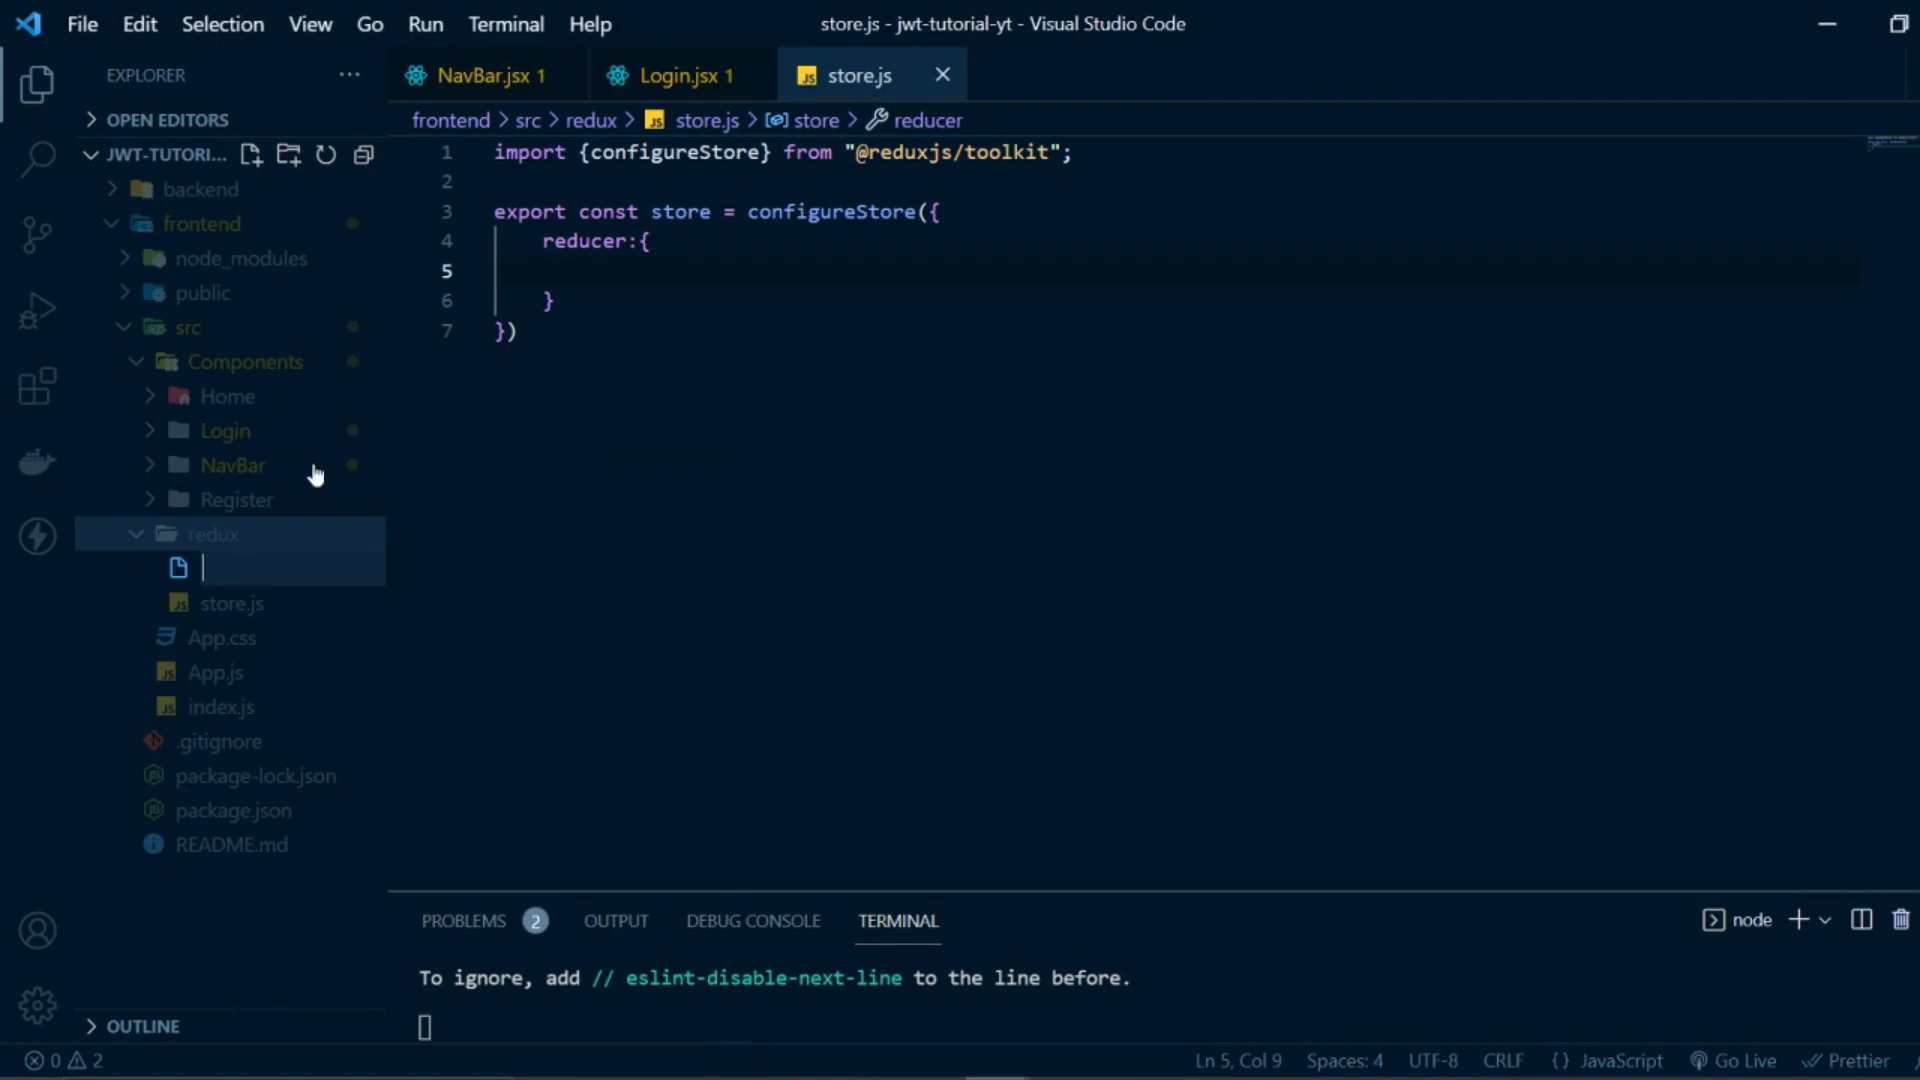 File Edit Selection View Go Run Terminal Help
store.js - jwt-tutorial-yt - Visual Studio Code
EXPLORER
OPEN EDITORS
JWT-TUTORI...
backend
frontend
node_modules
public
src
Components
Home
Login
NavBar
Register
redux
store.js
App.css
App.js
index.js
.gitignore
package-lock.json
package.json
README.md
OUTLINE
NavBar.jsx 1
Login.jsx 1
JS store.js
frontend > src > redux > JS store.js > store > reducer
1 import {configureStore} from "@reduxjs/toolkit";
2
3 export const store = configureStore({
4 reducer:{
5
6 }
7 })
PROBLEMS 2 OUTPUT DEBUG CONSOLE TERMINAL
node
To ignore, add // eslint-disable-next-line to the line before.
0 2
Ln 5, Col 9 Spaces: 4 UTF-8 CRLF {} JavaScript Go Live Prettier